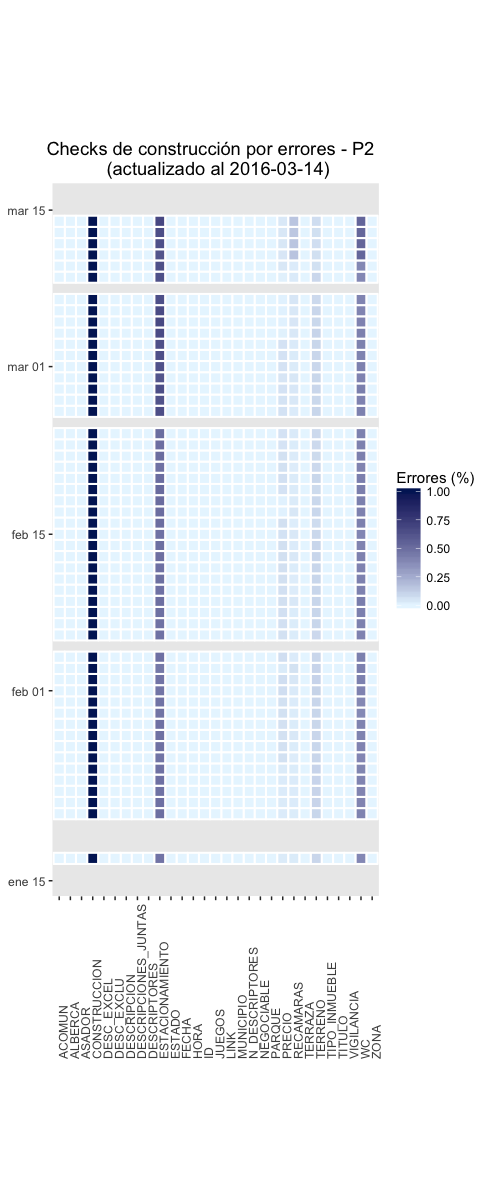 Checks de construcción por errores - P2
(actualizado al 2016-03-14)
mar 15
mar 01
feb 15
feb 01
ene 15
Errores (%)
1.00
0.75
0.50
0.25
0.00
ACOMUN
ALBERCA
ASADOR
CONSTRUCCION
DESC_EXCEL
DESC_EXCLU
DESCRIPCION
DESCRIPCIONES_JUNTAS
DESCRIPTORES_
ESTACIONAMIENTO
ESTADO
FECHA
HORA
ID
JUEGOS
LINK
MUNICIPIO
N_DESCRIPTORES
NEGOCIABLE
PARQUE
PRECIO
RECAMARAS
TERRAZA
TERRENO
TIPO_INMUEBLE
TITULO
VIGILANCIA
WC
ZONA